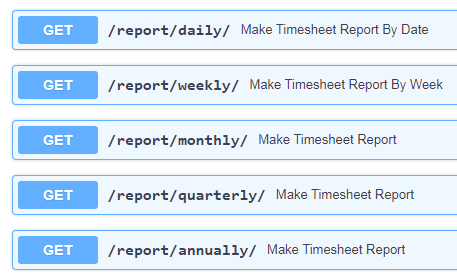 GET /report/daily/ Make Timesheet Report By Date
GET /report/weekly/ Make Timesheet Report By Week
GET /report/monthly/ Make Timesheet Report
GET /report/quarterly/ Make Timesheet Report
GET /report/annually/ Make Timesheet Report